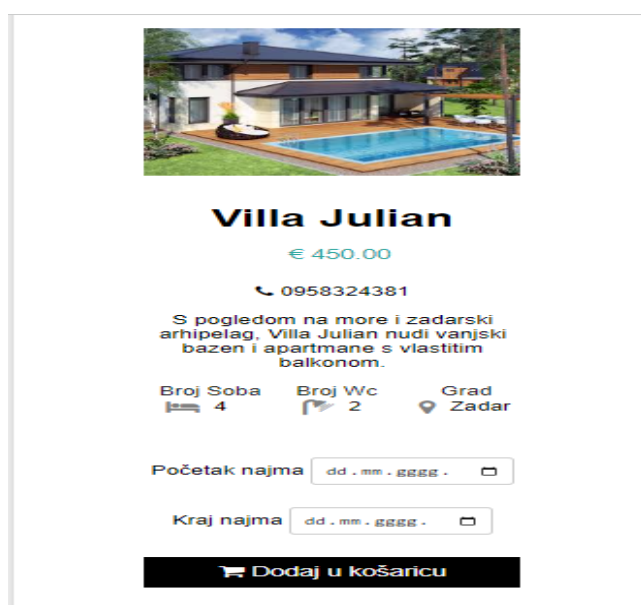 Villa Julian
€ 450.00
0958324381
S pogledom na more i zadarski
arhipelag, Villa Julian nudi vanjski
bazen i apartmane s vlastitim
balkonom.
Broj Soba Broj Wc Grad
4 2 Zadar
Početak najma dd.mm.gggg.
Kraj najma dd.mm.gggg.
Dodaj u košaricu